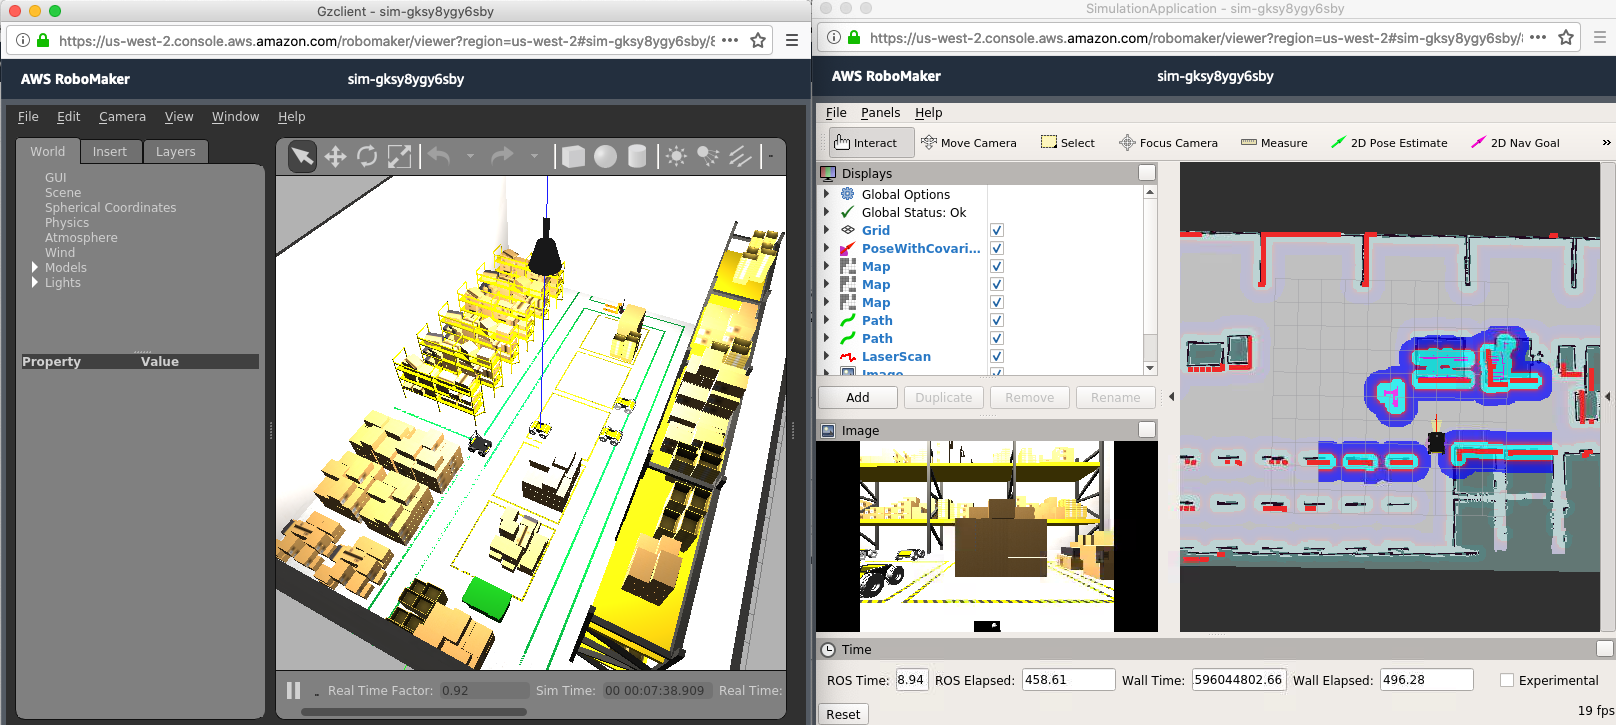 Gzclient - sim-gksy8ygy6sby
https://us-west-2.console.aws.amazon.com/robomaker/viewer?region=us-west-2#sim-gksy8ygy6sby/
AWS RoboMaker
sim-gksy8ygy6sby
File Edit Camera View Window Help
World Insert Layers
GUI
Scene
Spherical Coordinates
Physics
Atmosphere
Wind
Models
Lights
Property Value
Real Time Factor: 0.92 Sim Time: 00 00:07:38.909 Real Time:
SimulationApplication - sim-gksy8ygy6sby
https://us-west-2.console.aws.amazon.com/robomaker/viewer?region=us-west-2#sim-gksy8ygy6sby/
AWS RoboMaker
sim-gksy8ygy6sby
File Panels Help
Interact Move Camera Select Focus Camera Measure 2D Pose Estimate 2D Nav Goal »
Displays
Global Options
Global Status: Ok
Grid
PoseWithCovari...
Map
Map
Map
Path
Path
LaserScan
Image
Add Duplicate Remove Rename
Image
Time
ROS Time: 8.94 ROS Elapsed: 458.61 Wall Time: 596044802.66 Wall Elapsed: 496.28 Experimental
Reset
19 fps